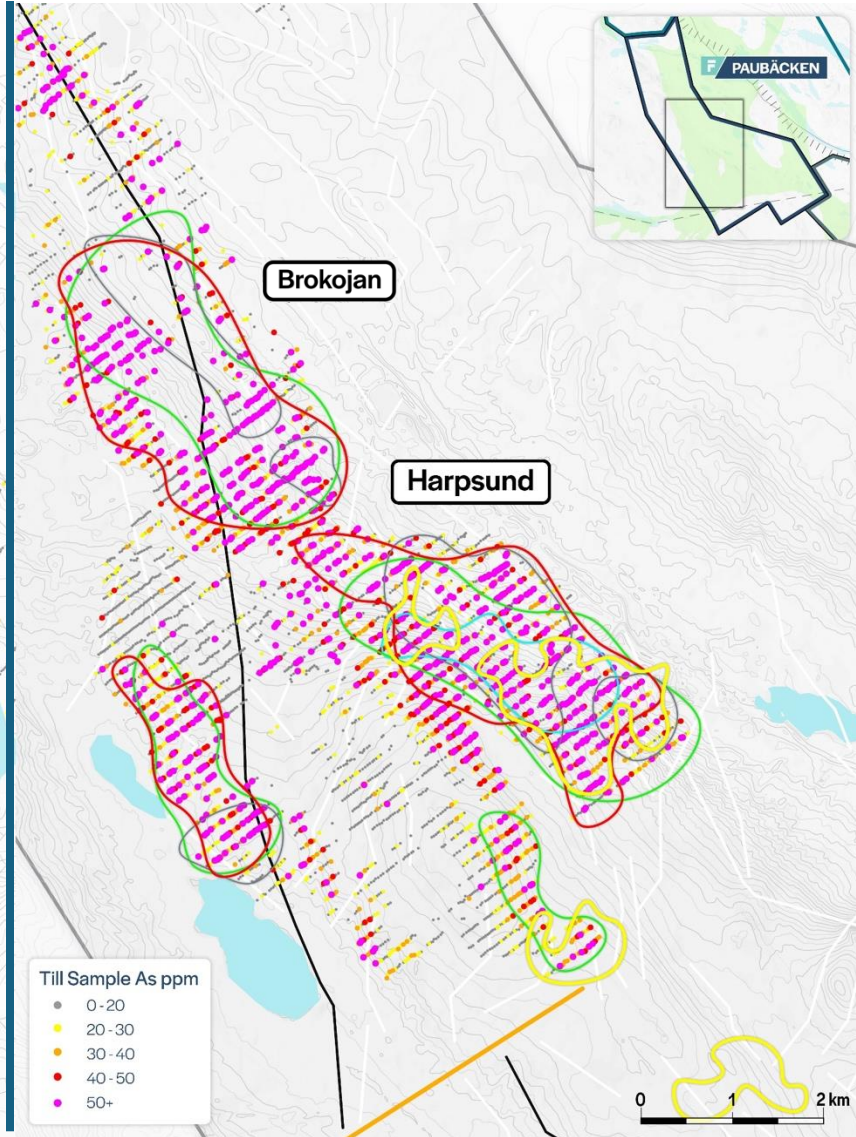 F PAUBÄCKEN
Brokojan
Harpsund
Till Sample As ppm
0-20
20-30
30-40
40-50
50+
0 1 2 km